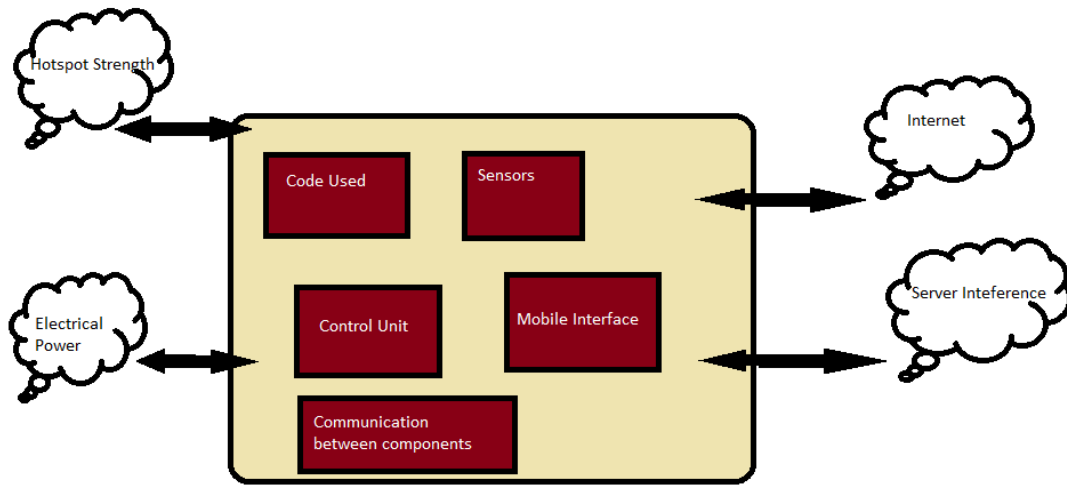 Hotspot Strength
Internet
Code Used
Sensors
Server Inteference
Electrical
Power
Control Unit
Mobile Interface
Communication
between components